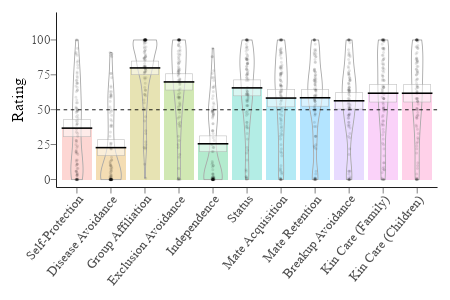 Rating
100
75
50
25
0
Self-Protection
Disease Avoidance
Group Affiliation
Exclusion Avoidance
Independence
Status
Mate Acquisition
Mate Retention
Breakup Avoidance
Kin Care (Family)
Kin Care (Children)